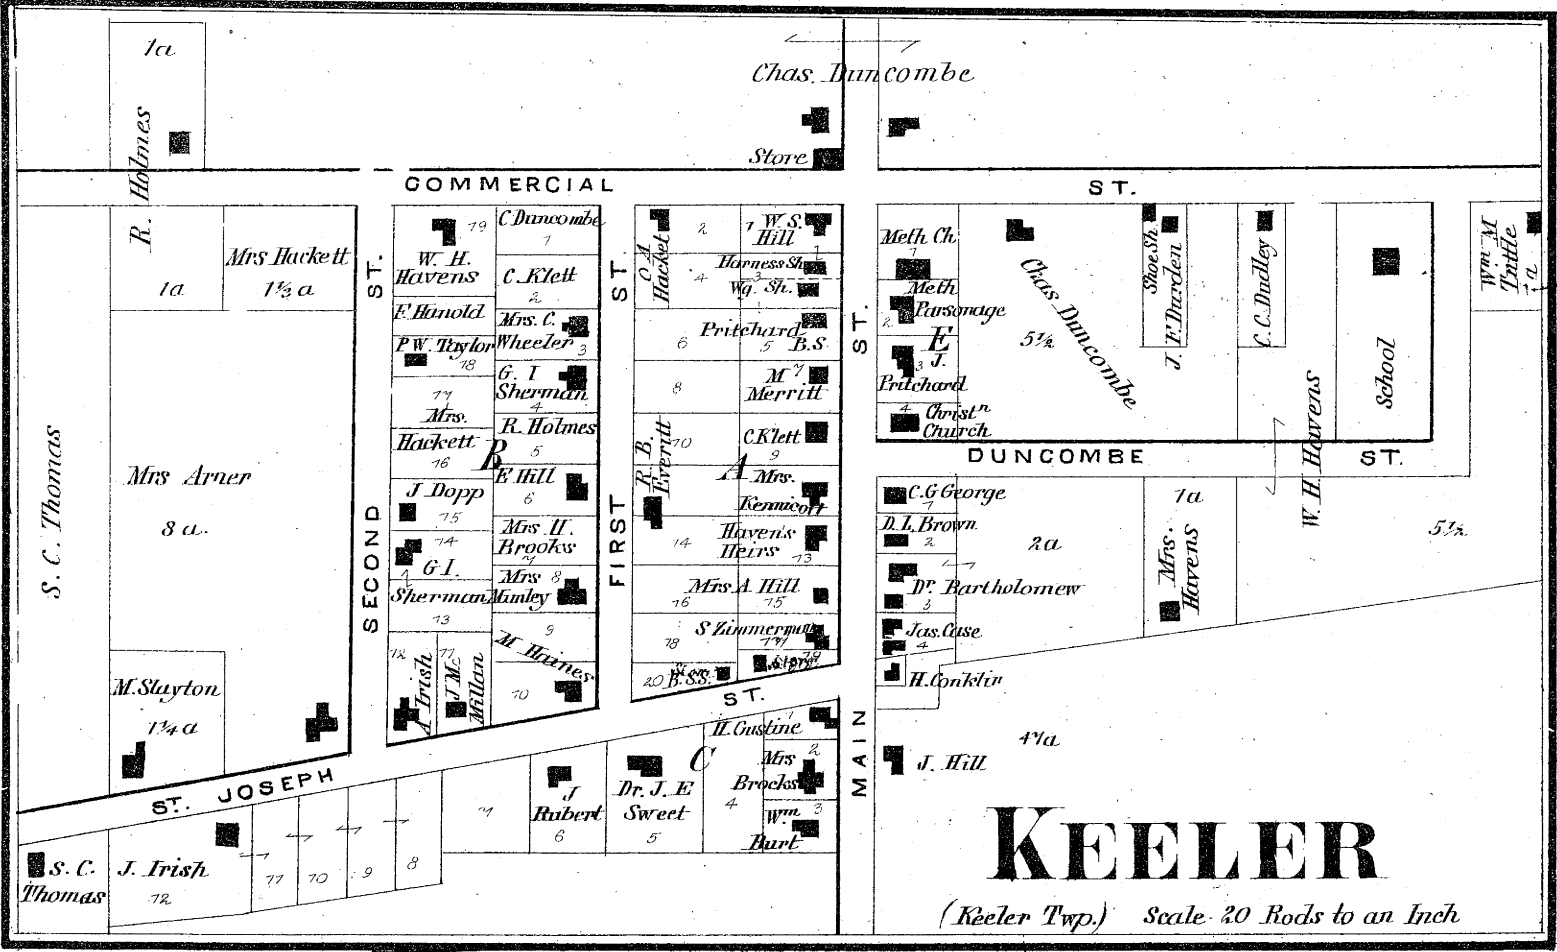 1a
R. Holmes
Chas. Duncombe
Store
COMMERCIAL ST.
1a
Mrs Hackett
1½ a
S. C. Thomas
Mrs Arner
8 a.
M. Slayton
1¼ a
SECOND ST.
W. H.
Havens
19
F. Hanold
P. W. Taylor
18
17
Mrs.
Hackett
16
J Dopp
15
14
G. I.
Sherman
13
12
A Irish
11
J Mc
Millan
B
C Duncombe
1
C. Klett
2
Mrs. C.
Wheeler
3
G. I
Sherman
4
R. Holmes
5
E Hill
6
Mrs H.
Brooks
7
Mrs 8
Munley
9
M Haines
10
FIRST ST
C A
Hacket
2
1 W. S.
Hill
4
Harness Sh.
3
Wg. Sh.
Pritchard
6
5 B.S.
8
M 7
Merritt
R. B.
Everitt
10
C. Klett
9
A
Mrs.
Kennicott
14
Haven's
Heirs
13
Mrs A Hill
16
15
S Zimmerman
18
17
20
B. S.S.
Store
19
MAIN ST.
Meth Ch
1
Meth
Parsonage
2
E
3 J.
Pritchard
4 Christn
Church
Chas. Duncombe
5½
Shoe Sh
J. F. Durden
C. C. Dudley
W. H. Havens
School
Wm M
Tuttle
1a
DUNCOMBE ST.
C. G George
1
D. L. Brown
2
Dr. Bartholomew
3
Jas. Case
4
H. Conklin
2a
1a
Mrs.
Havens
5½
J. Hill
ST. JOSEPH ST.
S. C.
Thomas
J. Irish
12
11
10
9
8
7
J
Rubert
6
Dr. J. E
Sweet
5
C
4
H. Gustine
1
Mrs
Brocks
2
Wm
Burt
3
KEELER
(Keeler Twp.) Scale 20 Rods to an Inch